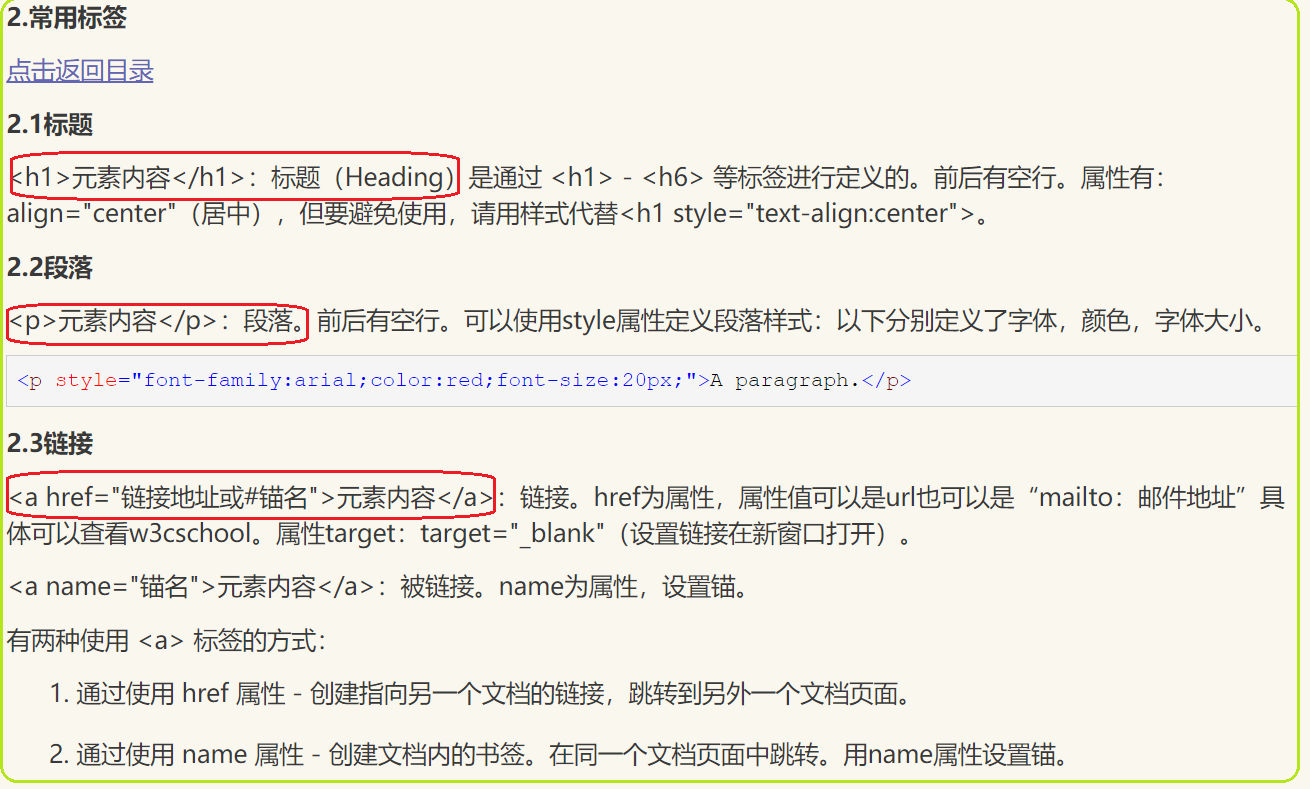 2.常用标签
点击返回目录
2.1标题
<h1>元素内容</h1>：标题（Heading）是通过 <h1> - <h6> 等标签进行定义的。前后有空行。属性有：
align="center"（居中），但要避免使用，请用样式代替<h1 style="text-align:center">。
2.2段落
<p>元素内容</p>：段落。前后有空行。可以使用style属性定义段落样式：以下分别定义了字体，颜色，字体大小。
<p style="font-family:arial;color:red;font-size:20px;">A paragraph.</p>
2.3链接
<a href="链接地址或#锚名">元素内容</a>：链接。href为属性，属性值可以是url也可以是“mailto：邮件地址”具
体可以查看w3cschool。属性target：target="_blank"（设置链接在新窗口打开）。
<a name="锚名">元素内容</a>：被链接。name为属性，设置锚。
有两种使用 <a> 标签的方式：
1. 通过使用 href 属性 - 创建指向另一个文档的链接，跳转到另外一个文档页面。
2. 通过使用 name 属性 - 创建文档内的书签。在同一个文档页面中跳转。用name属性设置锚。